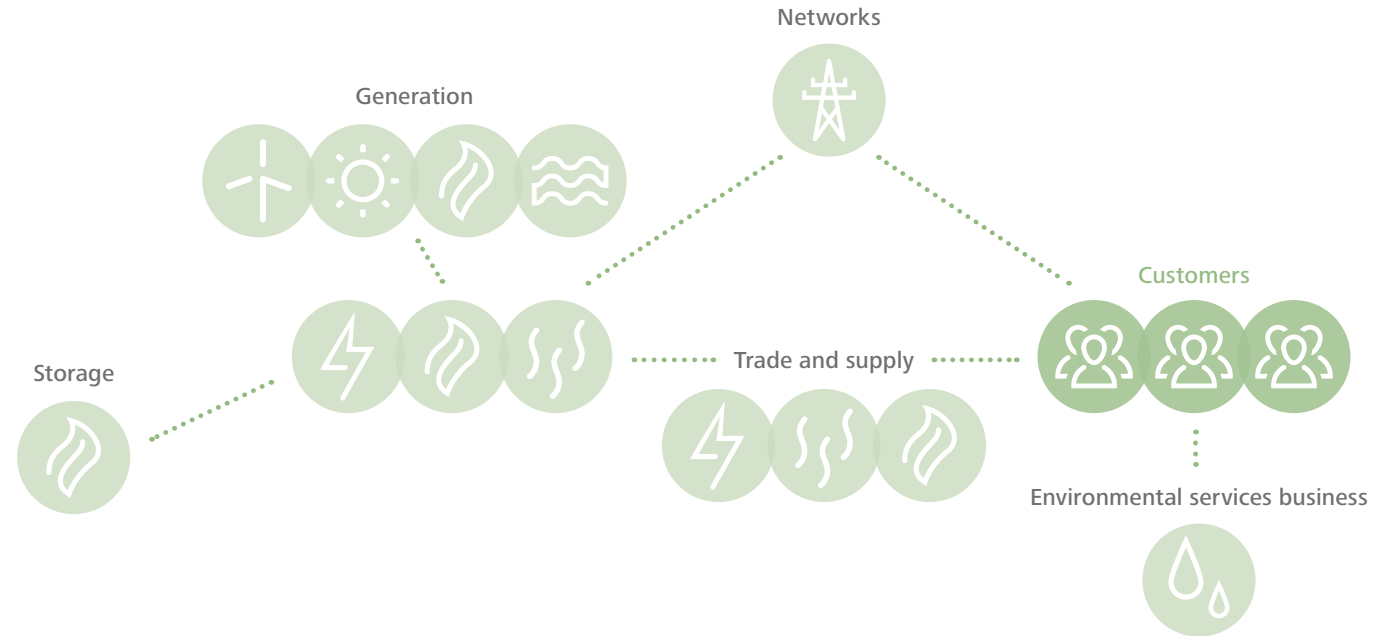 Networks
Generation
Customers
Trade and supply
Storage
Environmental services business